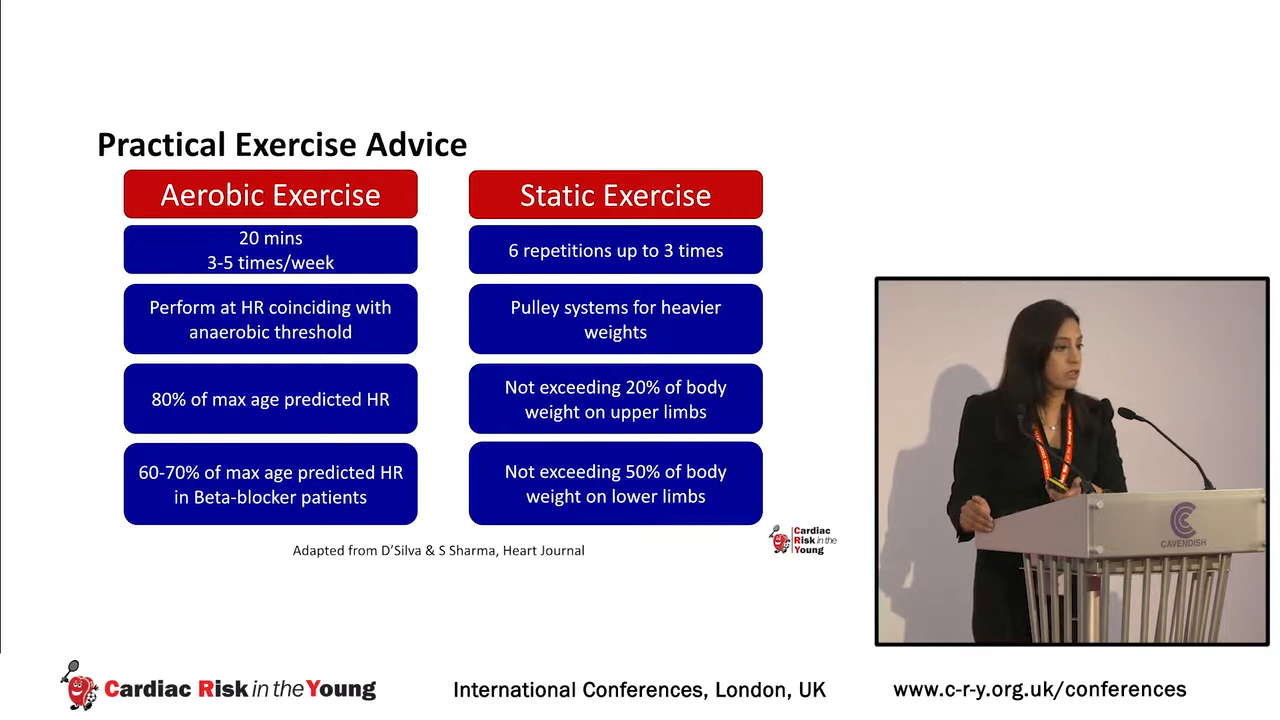 Practical Exercise Advice
Aerobic Exercise
20 mins
3-5 times/week
Perform at HR coinciding with
anaerobic threshold
80% of max age predicted HR
60-70% of max age predicted HR
in Beta-blocker patients
Static Exercise
6 repetitions up to 3 times
Pulley systems for heavier
weights
Not exceeding 20% of body
weight on upper limbs
Not exceeding 50% of body
weight on lower limbs
Adapted from D'Silva & S Sharma, Heart Journal
Cardiac
Risk in the
Young
CAVENDISH
Cardiac Risk in the Young
International Conferences, London, UK
www.c-r-y.org.uk/conferences